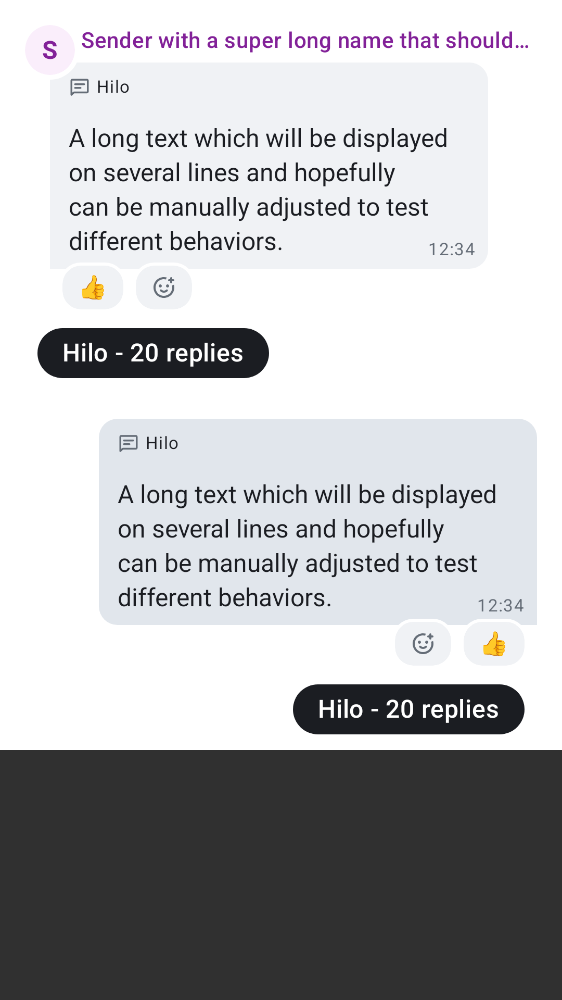 S
Sender with a super long name that should…
Hilo
A long text which will be displayed
on several lines and hopefully
can be manually adjusted to test
different behaviors.
12:34
Hilo - 20 replies
Hilo
A long text which will be displayed
on several lines and hopefully
can be manually adjusted to test
different behaviors.
12:34
Hilo - 20 replies